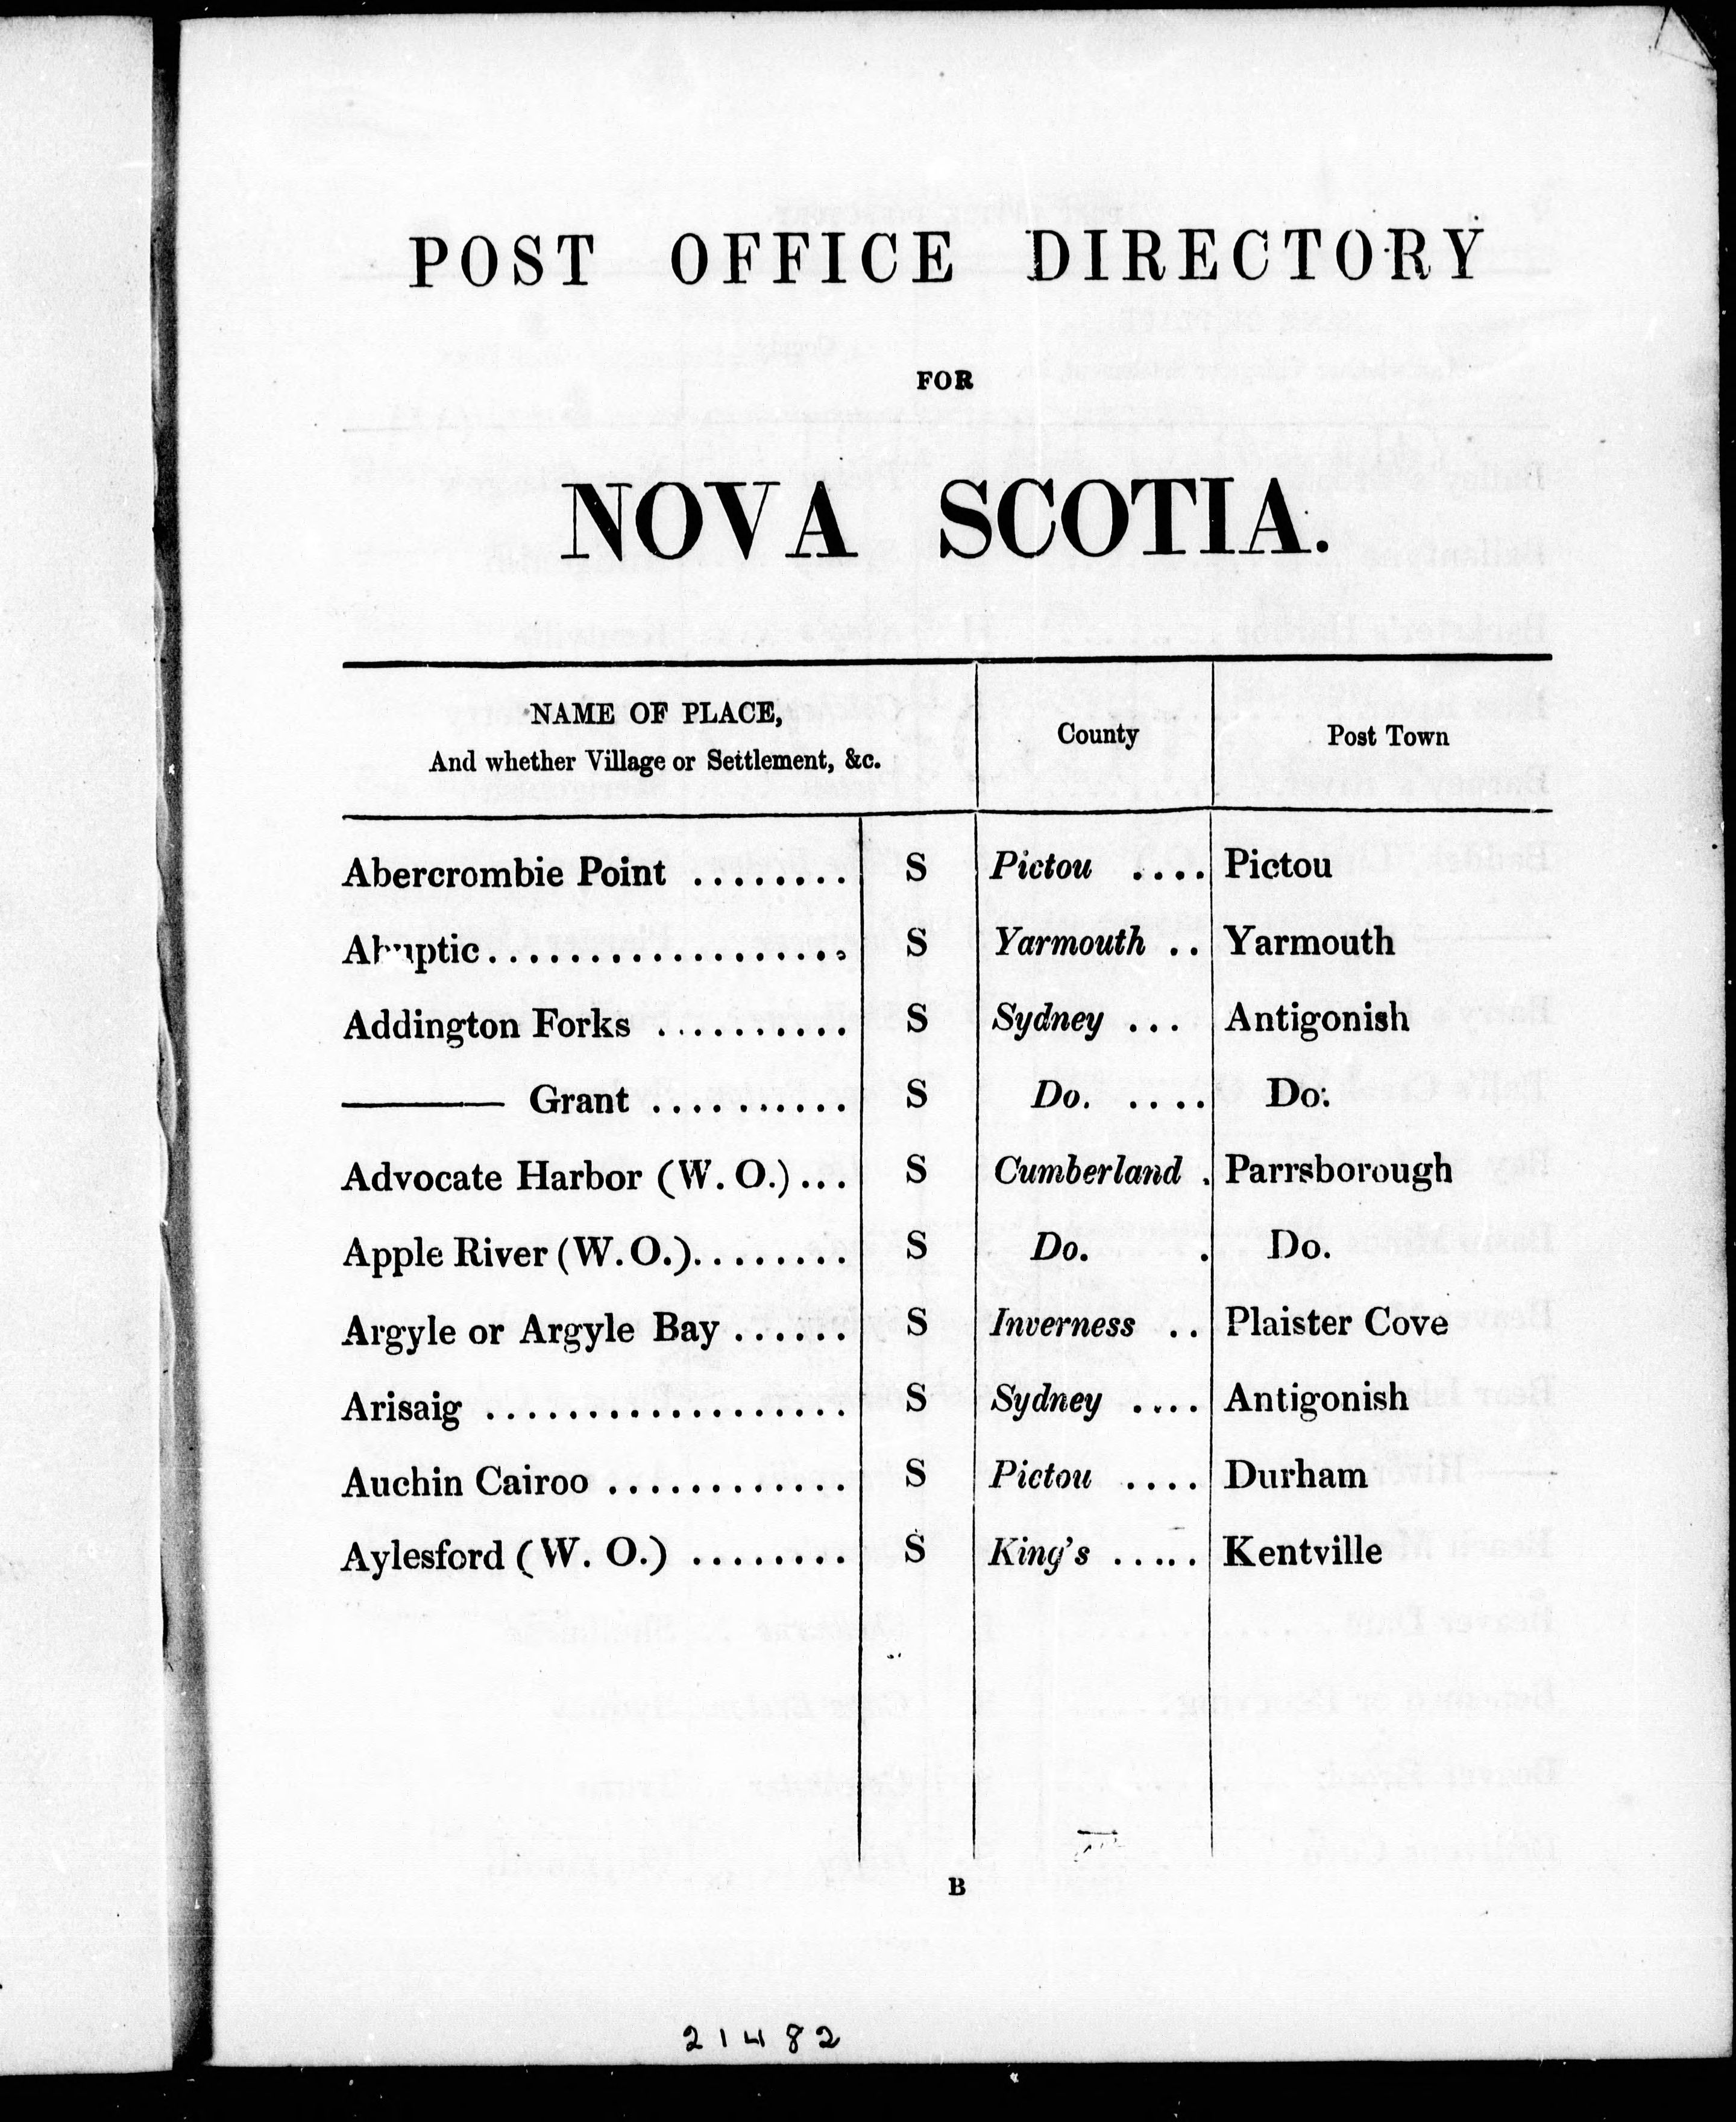 POST OFFICE DIRECTORY
FOR
NOVA SCOTIA.
NAME OF PLACE,
And whether Village or Settlement, &c.
County
Post Town
Abercrombie Point ........ S Pictou .... Pictou
.................. S Yarmouth .. Yarmouth
Addington Forks .......... S Sydney ... Antigonish
——— Grant .......... S Do. .... Do.
Advocate Harbor (W. O.)... S Cumberland . Parrsborough
Apple River (W. O.)........ S Do. . Do.
Argyle or Argyle Bay ...... S Inverness .. Plaister Cove
Arisaig .................. S Sydney .... Antigonish
Auchin Cairoo ............ S Pictou .... Durham
Aylesford (W. O.) ........ S King's ..... Kentville
B
21482